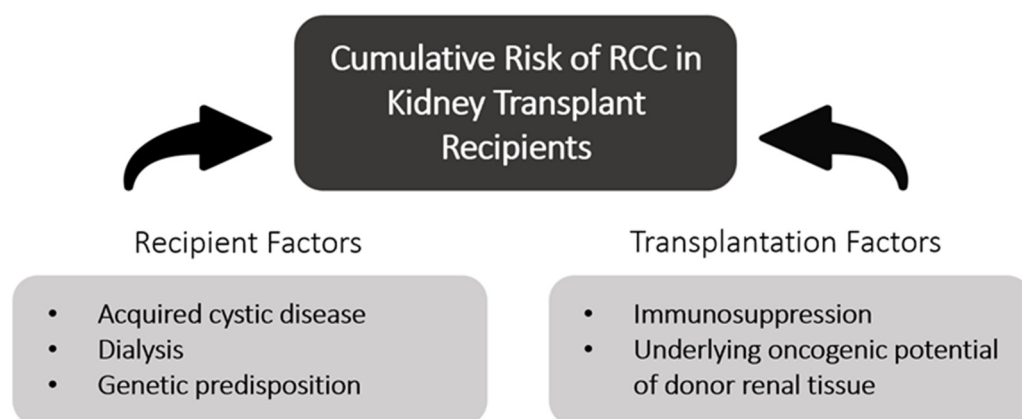 Cumulative Risk of RCC in
Kidney Transplant
Recipients
Recipient Factors
• Acquired cystic disease
• Dialysis
• Genetic predisposition
Transplantation Factors
• Immunosuppression
• Underlying oncogenic potential
of donor renal tissue